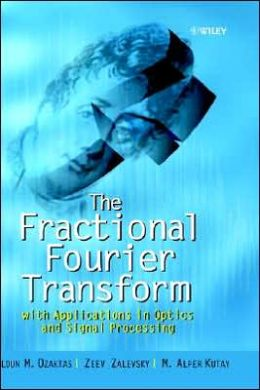 WILEY
The
Fractional
Fourier
Transform
with Applications in Optics
and Signal Processing
LDUN M. OZAKTAS | ZEEV ZALEVSKY | M. ALPER KUTAY